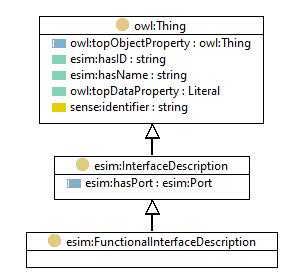 owl:Thing
owl:topObjectProperty : owl:Thing
esim:hasID : string
esim:hasName : string
owl:topDataProperty : Literal
sense:identifier : string
esim:InterfaceDescription
esim:hasPort : esim:Port
esim:FunctionalInterfaceDescription